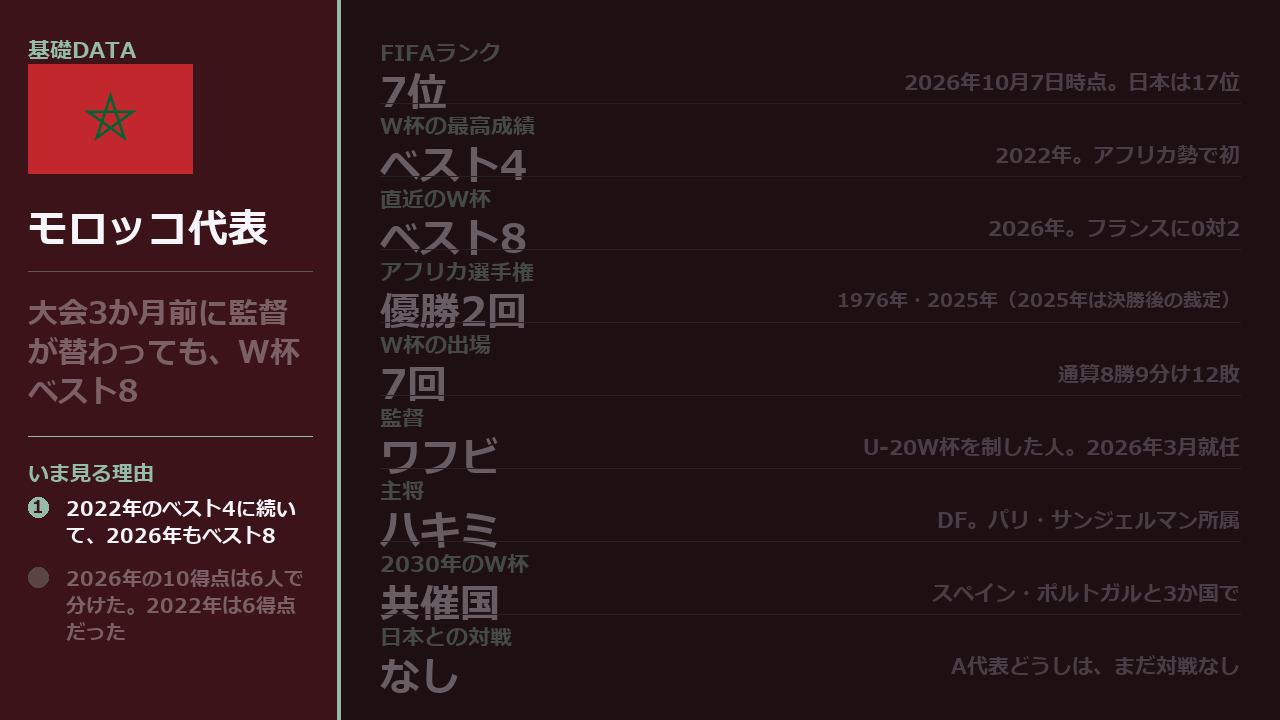 基礎DATA
モロッコ代表
大会3か月前に監督
が替わっても、W杯
ベスト8
いま見る理由
1 2022年のベスト4に続い
て、2026年もベスト8
2026年の10得点は6人で
分けた。2022年は6得点
だった
FIFAランク
7位 2026年10月7日時点。日本は17位
W杯の最高成績
ベスト4 2022年。アフリカ勢で初
直近のW杯
ベスト8 2026年。フランスに0対2
アフリカ選手権
優勝2回 1976年・2025年（2025年は決勝後の裁定）
W杯の出場
7回 通算8勝9分け12敗
監督
ワフビ U-20W杯を制した人。2026年3月就任
主将
ハキミ DF。パリ・サンジェルマン所属
2030年のW杯
共催国 スペイン・ポルトガルと3か国で
日本との対戦
なし A代表どうしは、まだ対戦なし